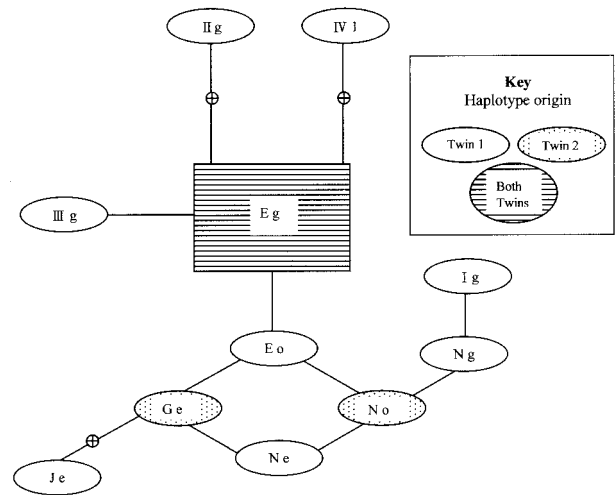 II g
IV l
Key
Haplotype origin
Twin 1
Twin 2
Both
Twins
E g
III g
I g
E o
N g
G e
N o
N e
J e